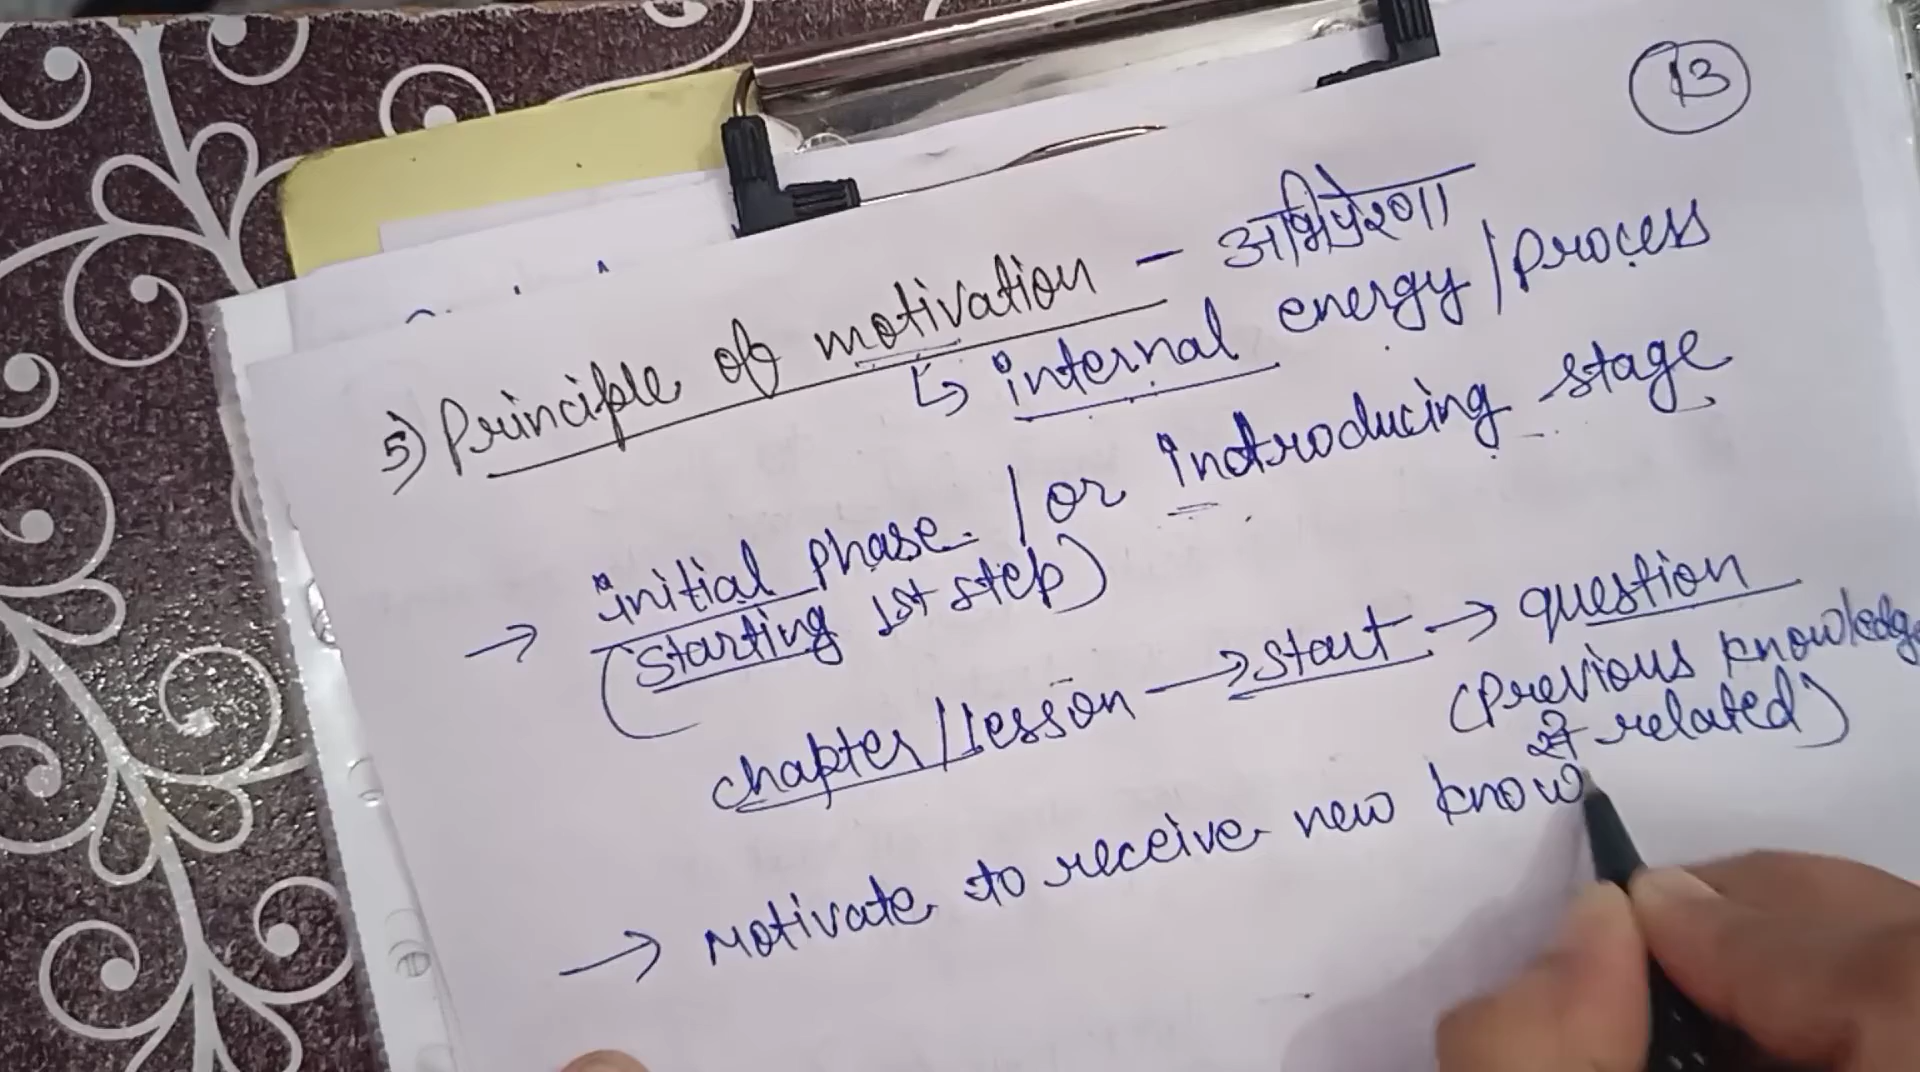 13
5) Principle of motivation - अभिप्रेरणा
↳ internal energy / process
→ initial phase. / or introducing stage
(starting 1st step)
chapter / lession → start → question
(previous knowledge
से related)
→ Motivate to receive new know